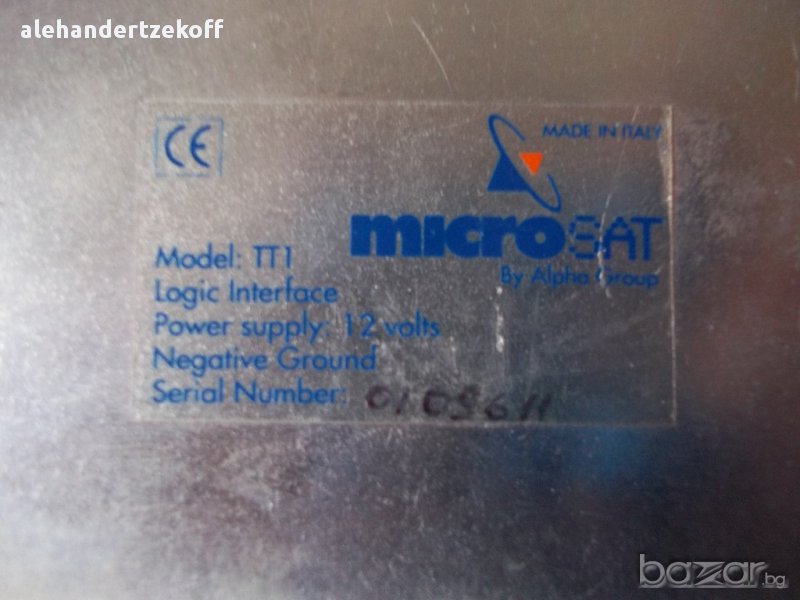 alehandertzekoff
CE
MADE IN ITALY
microSAT
By Alpha Group
Model: TT1
Logic Interface
Power supply: 12 volts
Negative Ground
Serial Number: 0105611
bazar.bg